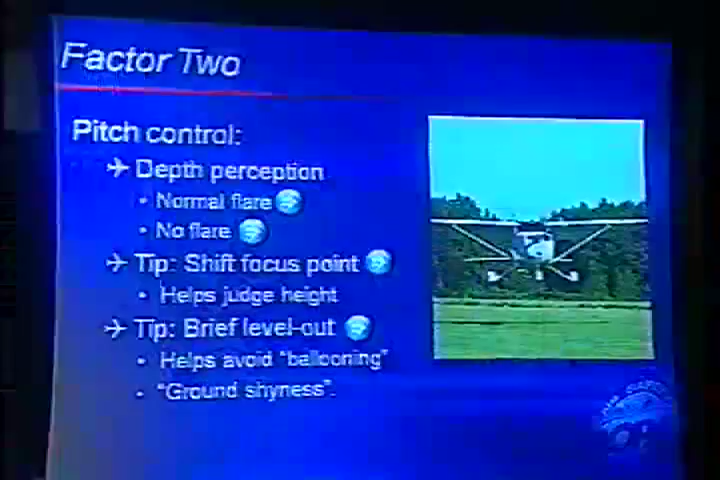 Factor Two
Pitch control:
Depth perception
• Normal flare
• No flare
Tip: Shift focus point
• Helps judge height
Tip: Brief level-out
• Helps avoid "ballooning"
• "Ground shyness".